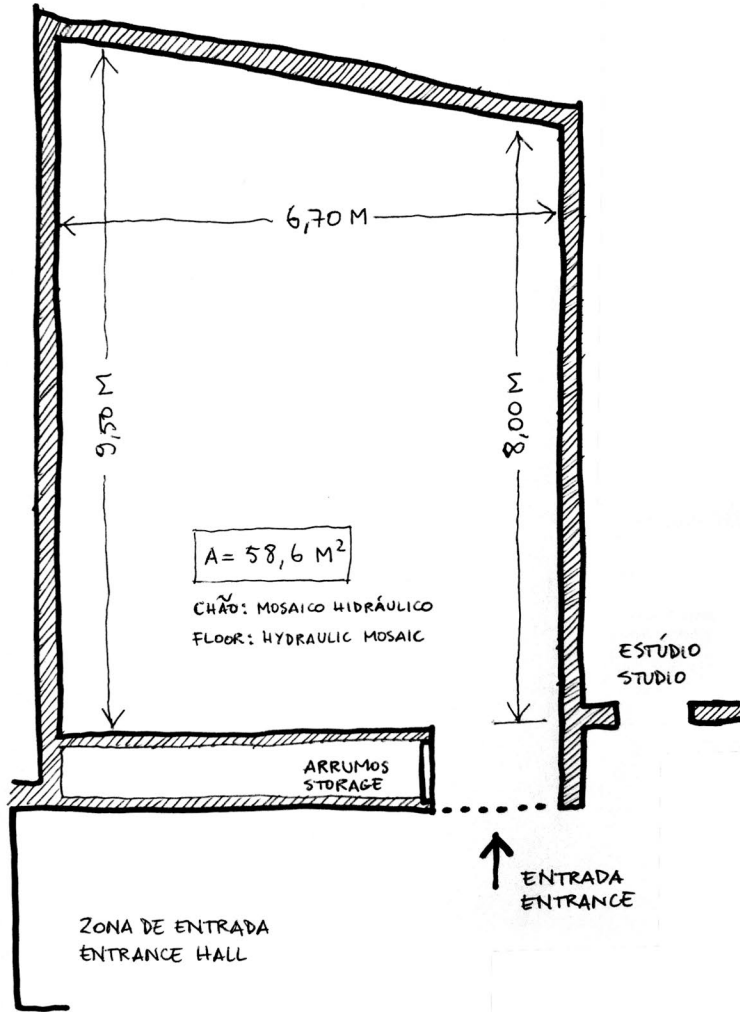 6,70 M
9,50 M
8,00 M
A = 58,6 M²
CHÃO: MOSAICO HIDRÁULICO
FLOOR: HYDRAULIC MOSAIC
ESTÚDIO
STUDIO
ARRUMOS
STORAGE
ENTRADA
ENTRANCE
ZONA DE ENTRADA
ENTRANCE HALL